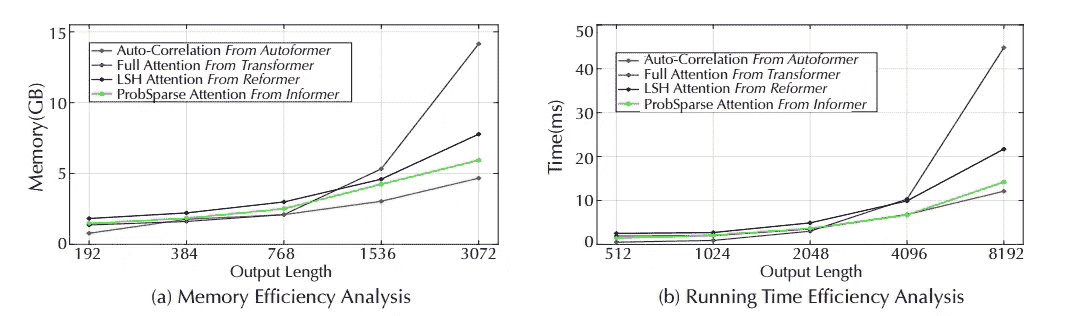 15
10
5
0
Memory(GB)
Auto-Correlation From Autoformer
Full Attention From Transformer
LSH Attention From Reformer
ProbSparse Attention From Informer
192 384 768 1536 3072
Output Length
(a) Memory Efficiency Analysis
50
40
30
20
10
0
Time(ms)
Auto-Correlation From Autoformer
Full Attention From Transformer
LSH Attention From Reformer
ProbSparse Attention From Informer
512 1024 2048 4096 8192
Output Length
(b) Running Time Efficiency Analysis